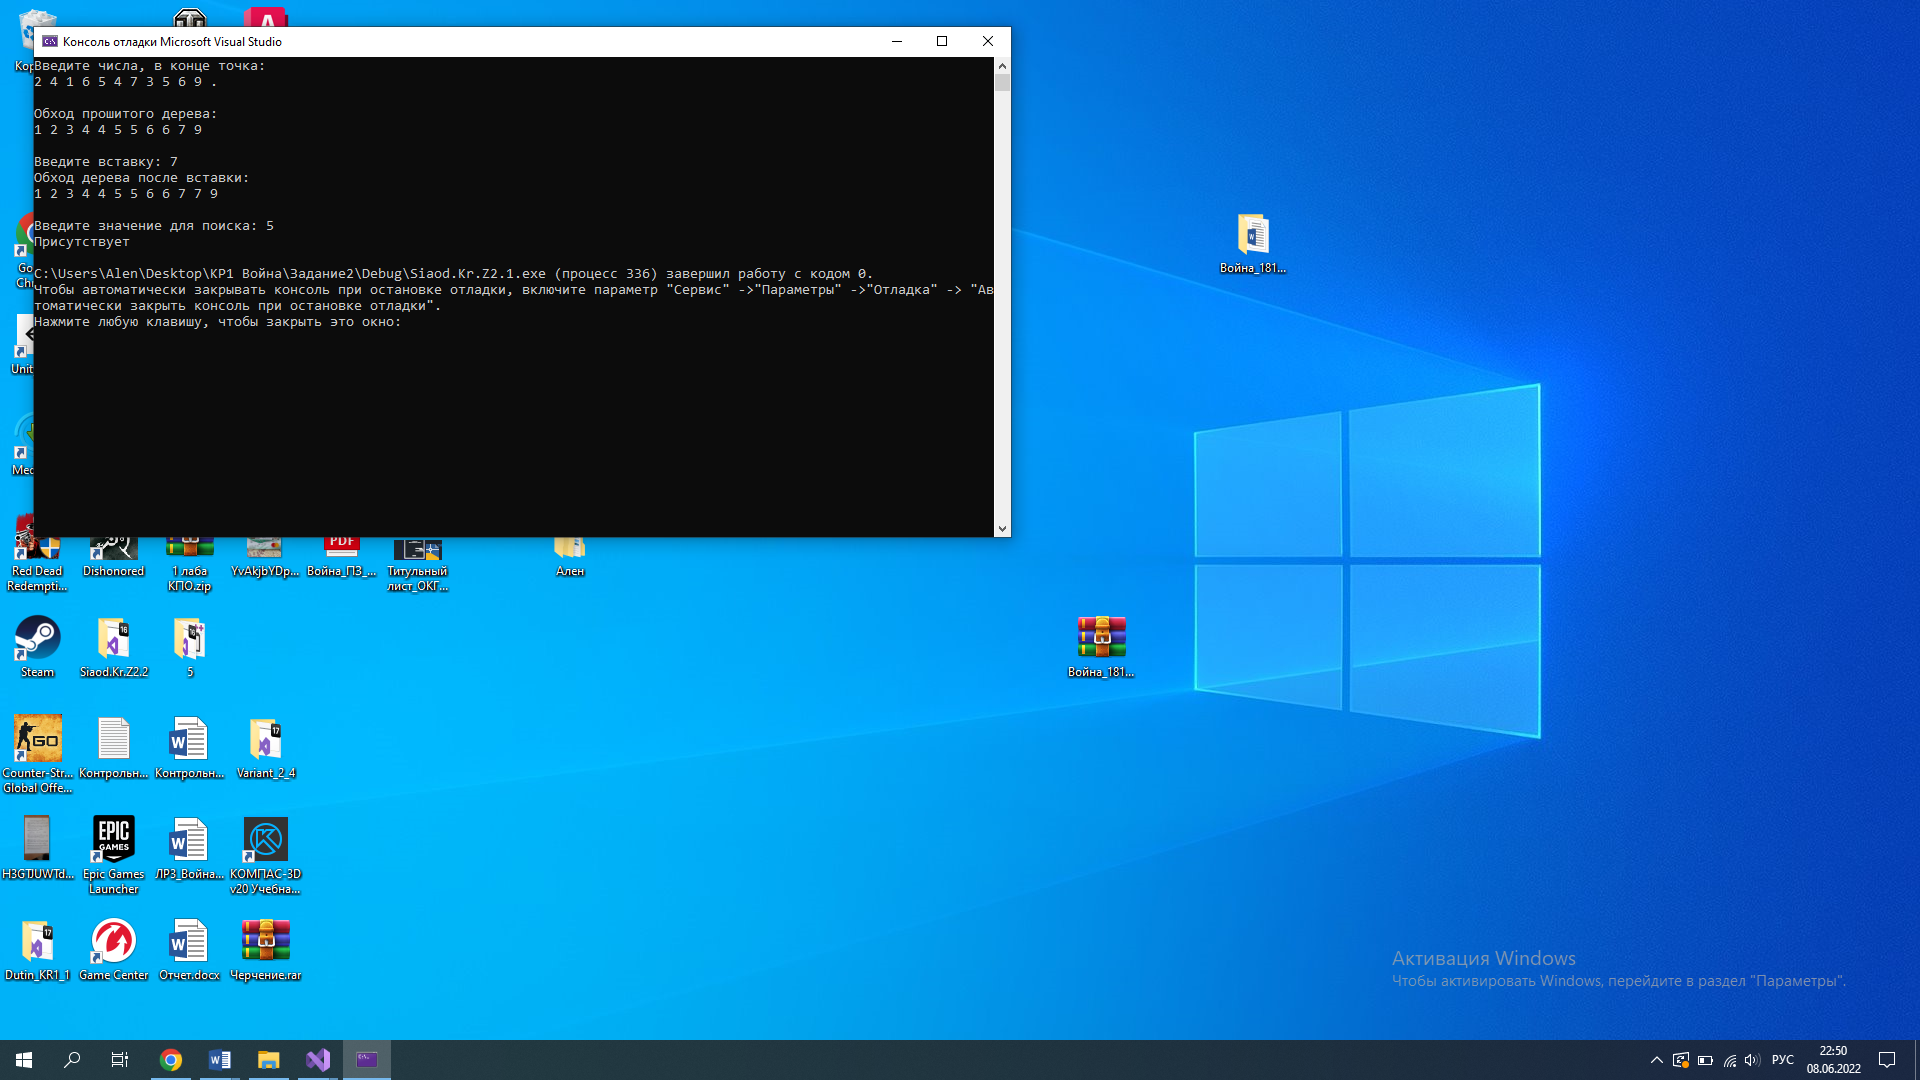 Консоль отладки Microsoft Visual Studio
Введите числа, в конце точка:
2 4 1 6 5 4 7 3 5 6 9 .
Обход прошитого дерева:
1 2 3 4 4 5 5 6 6 7 9
Введите вставку: 7
Обход дерева после вставки:
1 2 3 4 4 5 5 6 6 7 7 9
Введите значение для поиска: 5
Присутствует
C:\Users\Alen\Desktop\КР1 Война\Задание2\Debug\Siaod.Kr.Z2.1.exe (процесс 336) завершил работу с кодом 0.
Чтобы автоматически закрывать консоль при остановке отладки, включите параметр "Сервис" ->"Параметры" ->"Отладка" -> "Ав
томатически закрыть консоль при остановке отладки".
Нажмите любую клавишу, чтобы закрыть это окно:
Война_181...
Red Dead
Redempti...
Dishonored
1 лаба
КПО.zip
YvAkjbYDp...
Война_ПЗ_...
Титульный
лист_ОКГ...
Ален
Steam
Siaod.Kr.Z2.2
5
Война_181...
Counter-Str...
Global Offe...
Контрольн...
Контрольн...
Variant_2_4
H3GTJUWTd...
Epic Games
Launcher
ЛР3_Война...
КОМПАС-3D
v20 Учебна...
Dutin_KR1_1
Game Center
Отчет.docx
Черчение.rar
Активация Windows
Чтобы активировать Windows, перейдите в раздел "Параметры".
РУС
22:50
08.06.2022